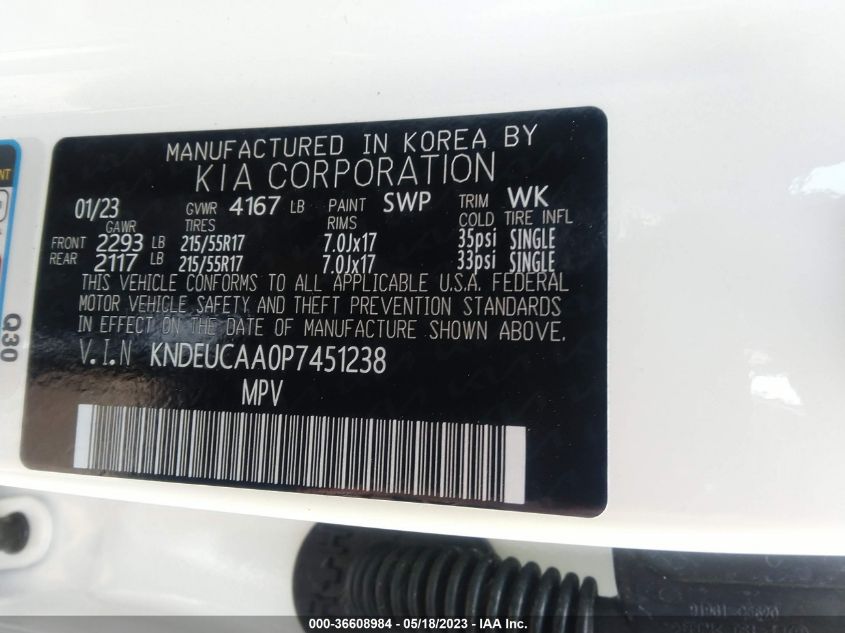 MANUFACTURED IN KOREA BY
KIA CORPORATION
01/23 GVWR 4167 LB PAINT SWP TRIM WK
GAWR TIRES RIMS COLD TIRE INFL
FRONT 2293 LB 215/55R17 7.0Jx17 35psi SINGLE
REAR 2117 LB 215/55R17 7.0Jx17 33psi SINGLE
THIS VEHICLE CONFORMS TO ALL APPLICABLE U.S.A. FEDERAL
MOTOR VEHICLE SAFETY AND THEFT PREVENTION STANDARDS
IN EFFECT ON THE DATE OF MANUFACTURE SHOWN ABOVE.
V.I.N KNDEUCAA0P7451238
MPV
Q30
000-36608984 - 05/18/2023 - IAA Inc.